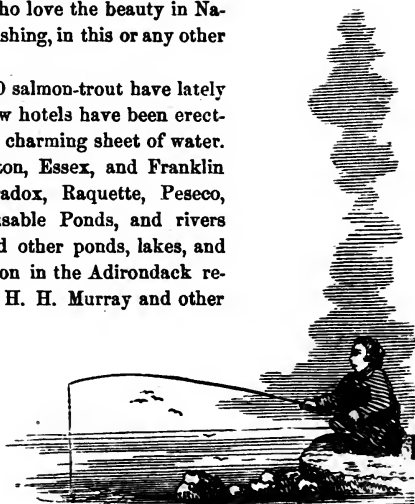 ho love the beauty in Na-
shing, in this or any other
0 salmon-trout have lately
w hotels have been erect-
charming sheet of water.
ton, Essex, and Franklin
adox, Raquette, Peseco,
sable Ponds, and rivers
d other ponds, lakes, and
on in the Adirondack re-
H. H. Murray and other